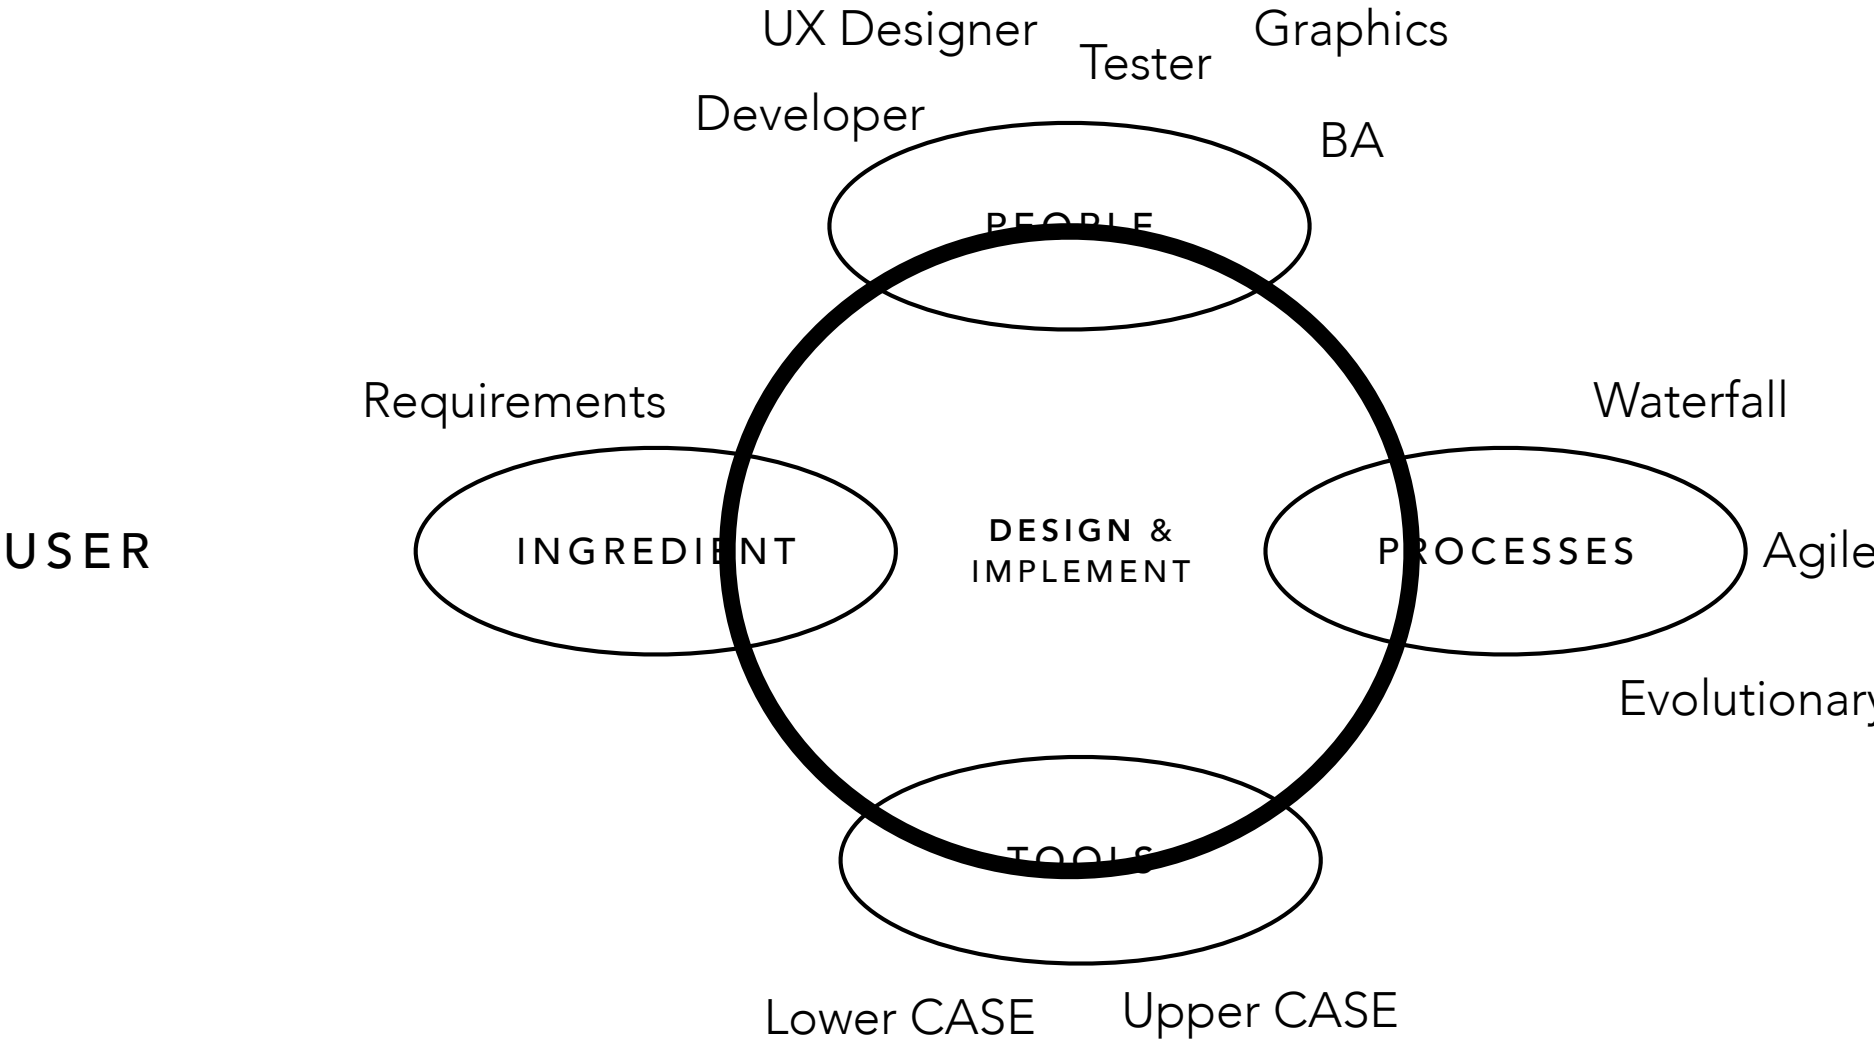 UX Designer
Graphics
Tester
Developer
BA
PEOPLE
Requirements
Waterfall
USER
INGREDIENT
DESIGN &
IMPLEMENT
PROCESSES
Agile
Evolutionary
TOOLS
Lower CASE
Upper CASE